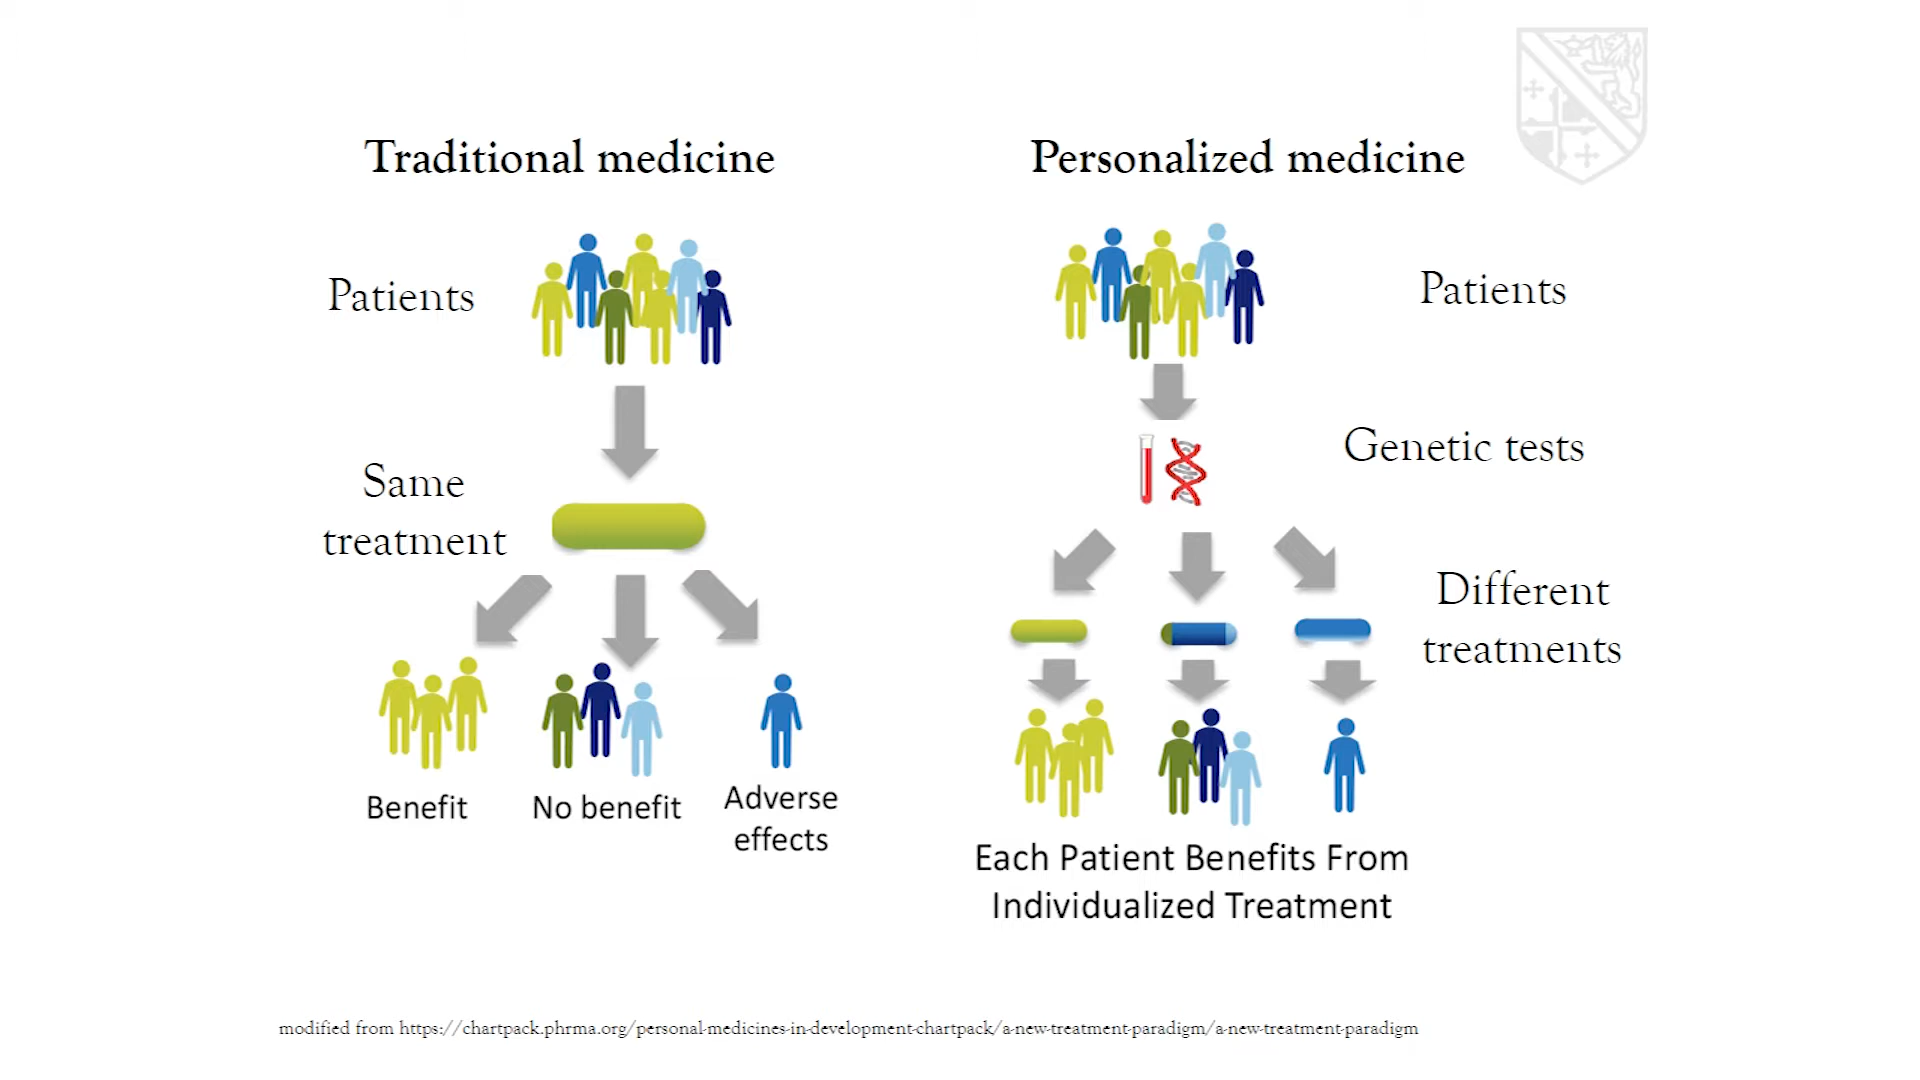 Traditional medicine
Patients
Same
treatment
Benefit
No benefit
Adverse
effects
Personalized medicine
Patients
Genetic tests
Different
treatments
Each Patient Benefits From
Individualized Treatment
modified from https://chartpack.phrma.org/personal-medicines-in-development-chartpack/a-new-treatment-paradigm/a-new-treatment-paradigm